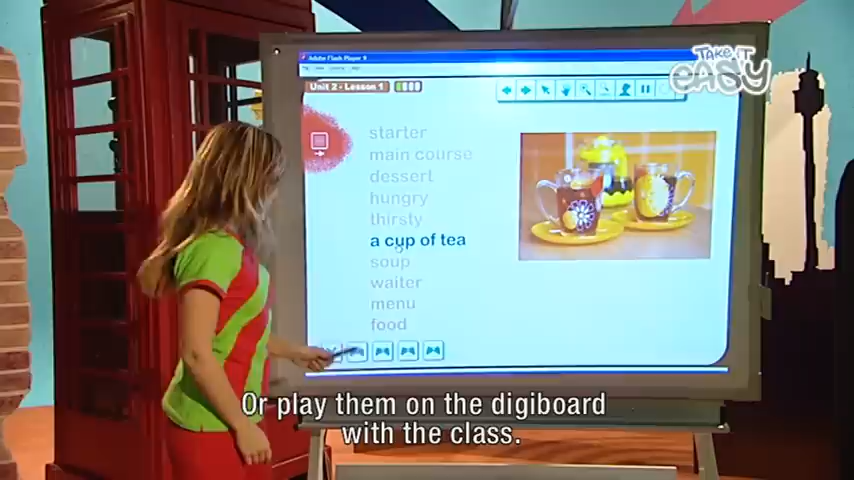 Adobe Flash Player 9
TAKE IT
easy
Unit 2 - Lesson 1
starter
main course
dessert
hungry
thirsty
a cup of tea
soup
waiter
menu
food
Or play them on the digiboard
with the class.